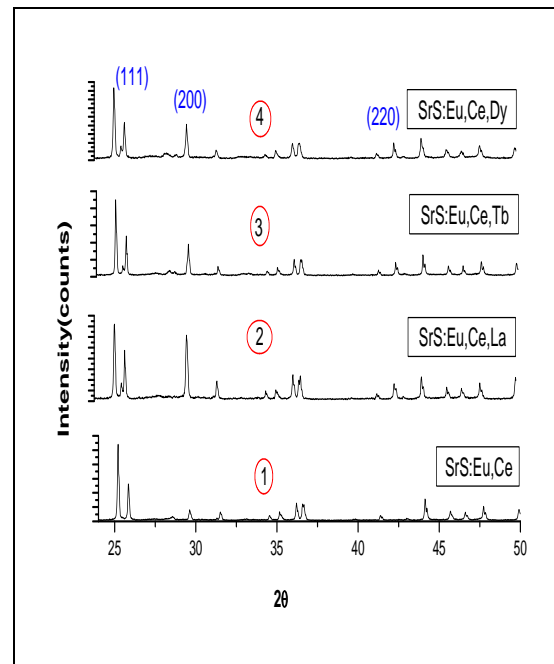 (111)
(200)
(220)
4
SrS:Eu,Ce,Dy
3
SrS:Eu,Ce,Tb
2
SrS:Eu,Ce,La
1
SrS:Eu,Ce
Intensity(counts)
25 30 35 40 45 50
2θ